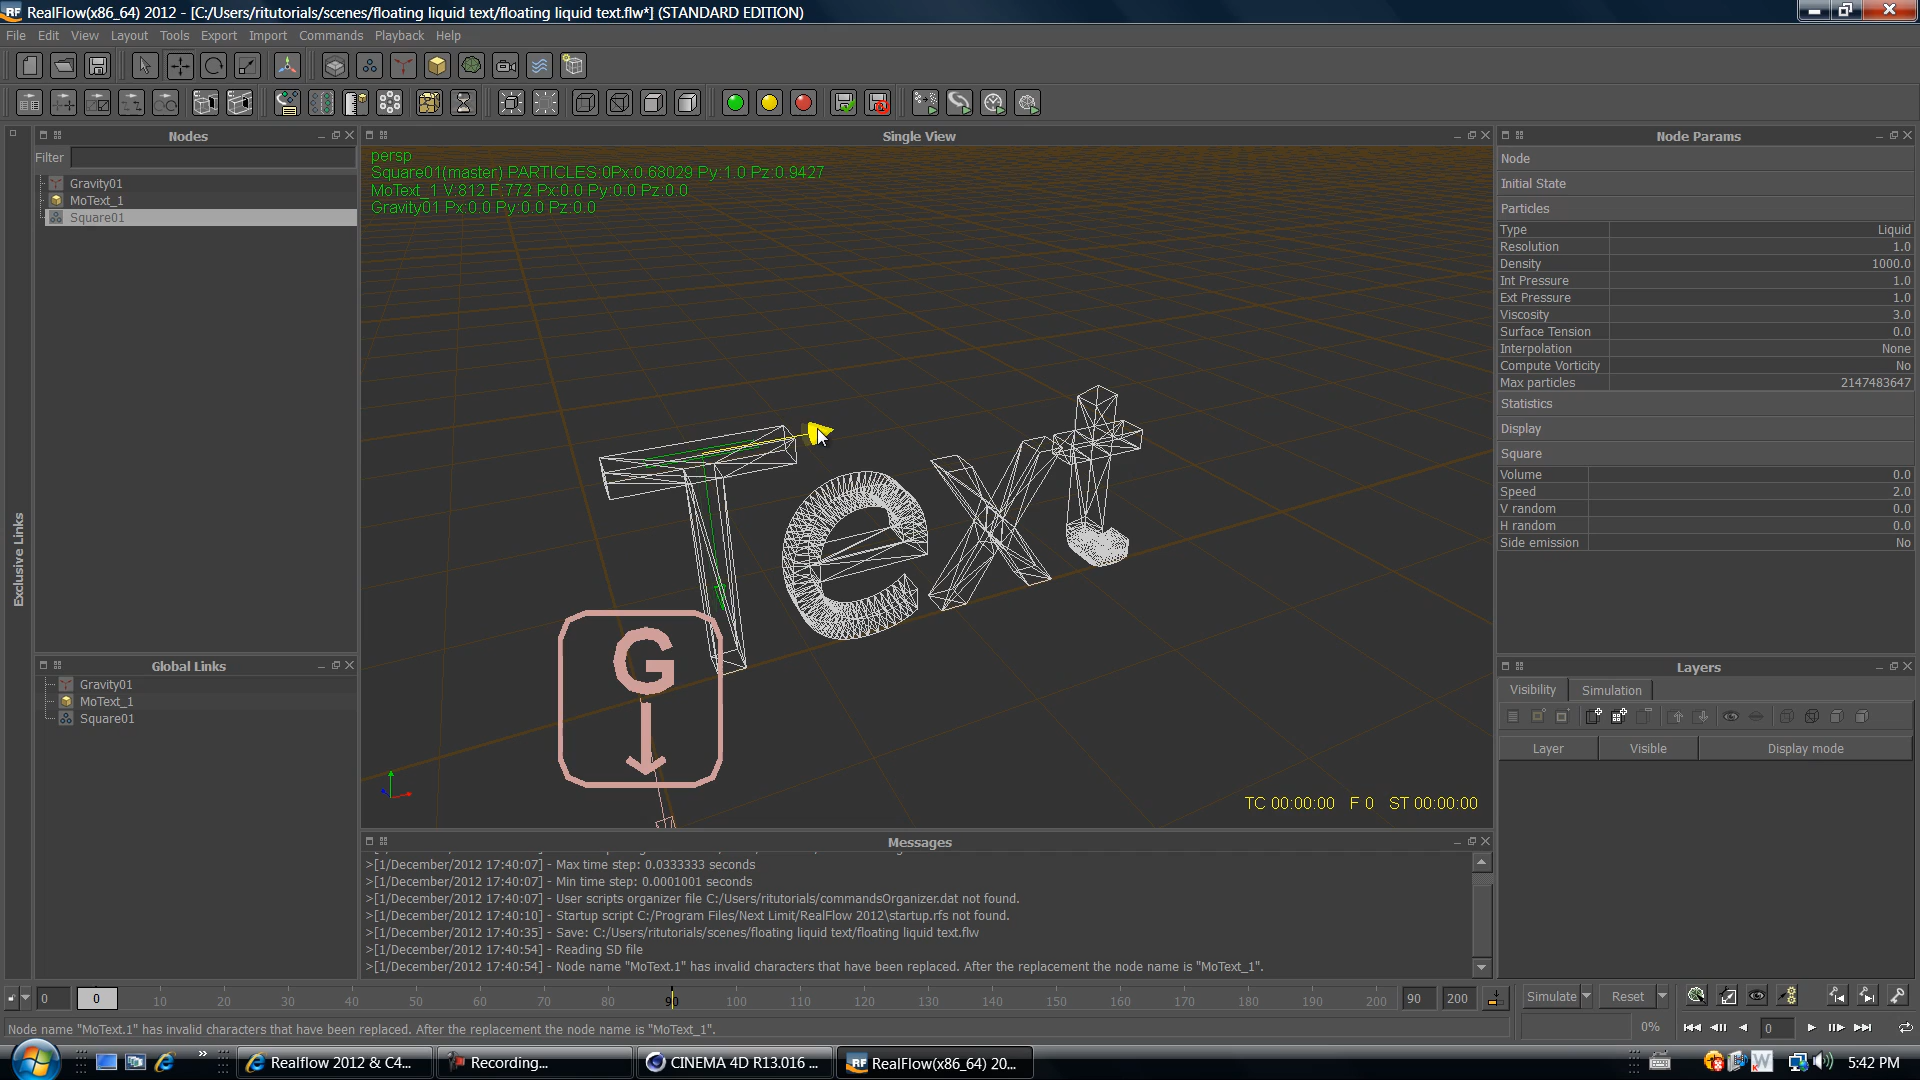 RealFlow(x86_64) 2012 - [C:/Users/ritutorials/scenes/floating liquid text/floating liquid text.flw*] (STANDARD EDITION)
File Edit View Layout Tools Export Import Commands Playback Help
Nodes
Filter
Gravity01
MoText_1
Square01
Exclusive Links
Global Links
Gravity01
MoText_1
Square01
Single View
persp
Square01(master) PARTICLES:0Px:0.68029 Py:1.0 Pz:0.9427
MoText_1 V:812 F:772 Px:0.0 Py:0.0 Pz:0.0
Gravity01 Px:0.0 Py:0.0 Pz:0.0
Text
G
TC 00:00:00 F 0 ST 00:00:00
Messages
>[1/December/2012 17:40:07] - Max time step: 0.0333333 seconds
>[1/December/2012 17:40:07] - Min time step: 0.0001001 seconds
>[1/December/2012 17:40:07] - User scripts organizer file C:/Users/ritutorials/commandsOrganizer.dat not found.
>[1/December/2012 17:40:10] - Startup script C:/Program Files/Next Limit/RealFlow 2012\startup.rfs not found.
>[1/December/2012 17:40:35] - Save: C:/Users/ritutorials/scenes/floating liquid text/floating liquid text.flw
>[1/December/2012 17:40:54] - Reading SD file
>[1/December/2012 17:40:54] - Node name "MoText.1" has invalid characters that have been replaced. After the replacement the node name is "MoText_1".
Node Params
Node
Initial State
Particles
Type Liquid
Resolution 1.0
Density 1000.0
Int Pressure 1.0
Ext Pressure 1.0
Viscosity 3.0
Surface Tension 0.0
Interpolation None
Compute Vorticity No
Max particles 2147483647
Statistics
Display
Square
Volume 0.0
Speed 2.0
V random 0.0
H random 0.0
Side emission No
Layers
Visibility Simulation
Layer Visible Display mode
0 0 10 20 30 40 50 60 70 80 90 100 110 120 130 140 150 160 170 180 190 200 90 200
Simulate Reset
0% 0
Node name "MoText.1" has invalid characters that have been replaced. After the replacement the node name is "MoText_1".
Realflow 2012 & C4... Recording... CINEMA 4D R13.016 ... RealFlow(x86_64) 20... 5:42 PM